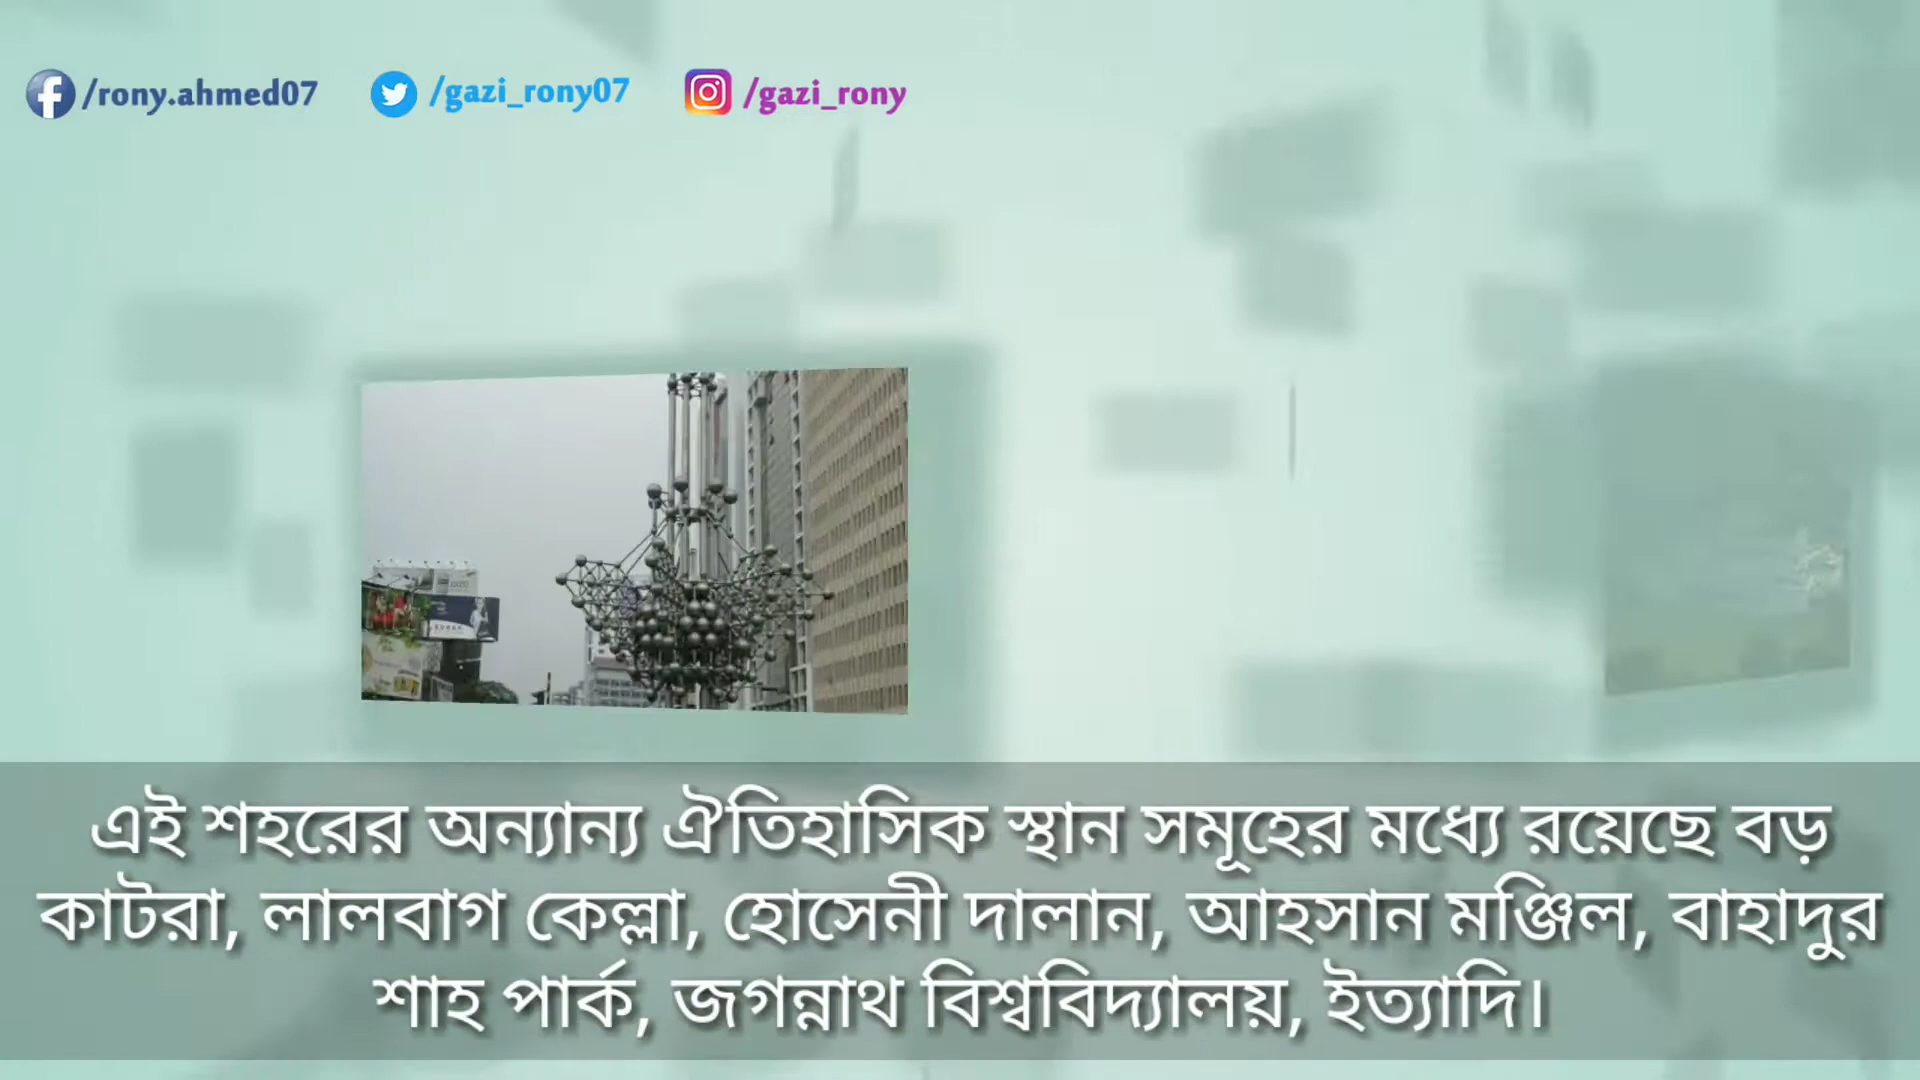 /rony.ahmed07 /gazi_rony07 /gazi_rony
এই শহরের অন্যান্য ঐতিহাসিক স্থান সমূহের মধ্যে রয়েছে বড়
কাটরা, লালবাগ কেল্লা, হোসেনী দালান, আহসান মঞ্জিল, বাহাদুর
শাহ পার্ক, জগন্নাথ বিশ্ববিদ্যালয়, ইত্যাদি।